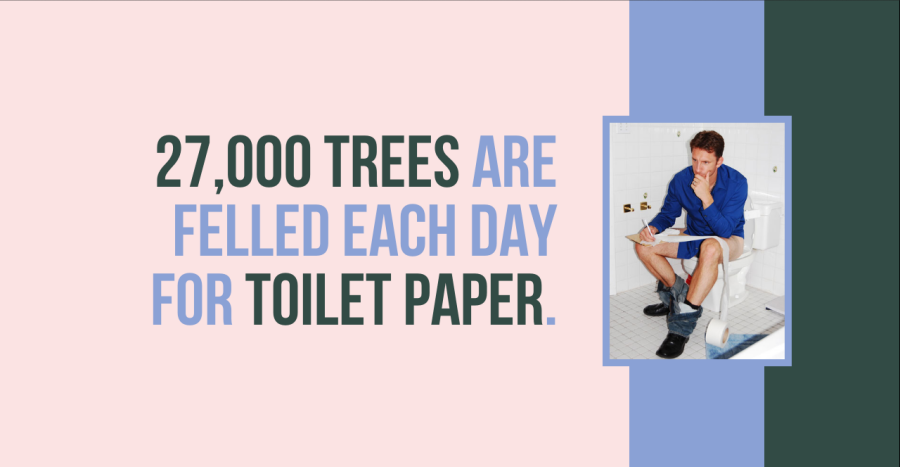 27,000 TREES ARE
FELLED EACH DAY
FOR TOILET PAPER.